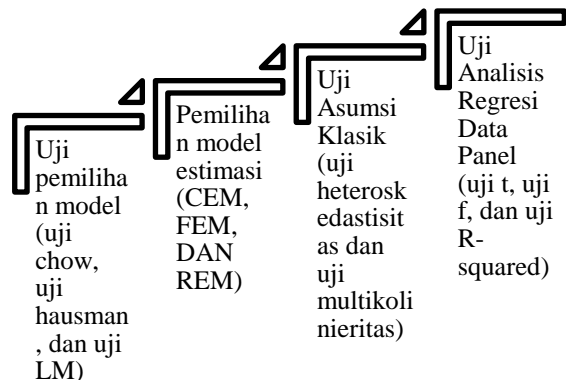 Uji
pemiliha
n model
(uji
chow,
uji
hausman
, dan uji
LM)
Pemiliha
n model
estimasi
(CEM,
FEM,
DAN
REM)
Uji
Asumsi
Klasik
(uji
heterosk
edastisit
as dan
uji
multikoli
nieritas)
Uji
Analisis
Regresi
Data
Panel
(uji t, uji
f, dan uji
R-
squared)